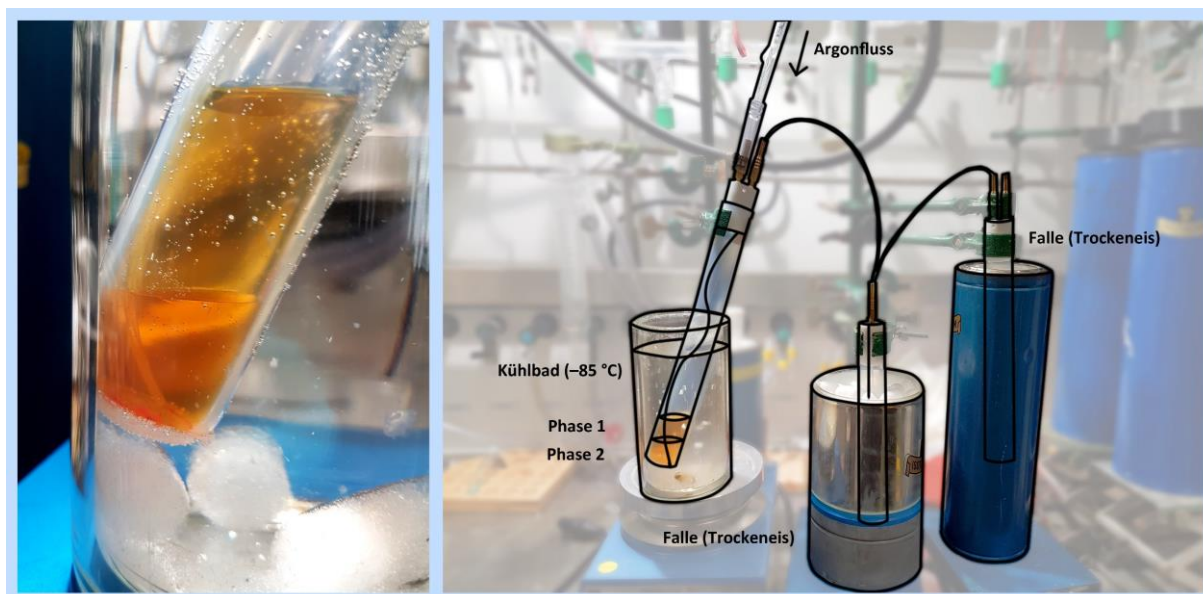 Argonfluss
Falle (Trockeneis)
Kühlbad (–85 °C)
Phase 1
Phase 2
Falle (Trockeneis)